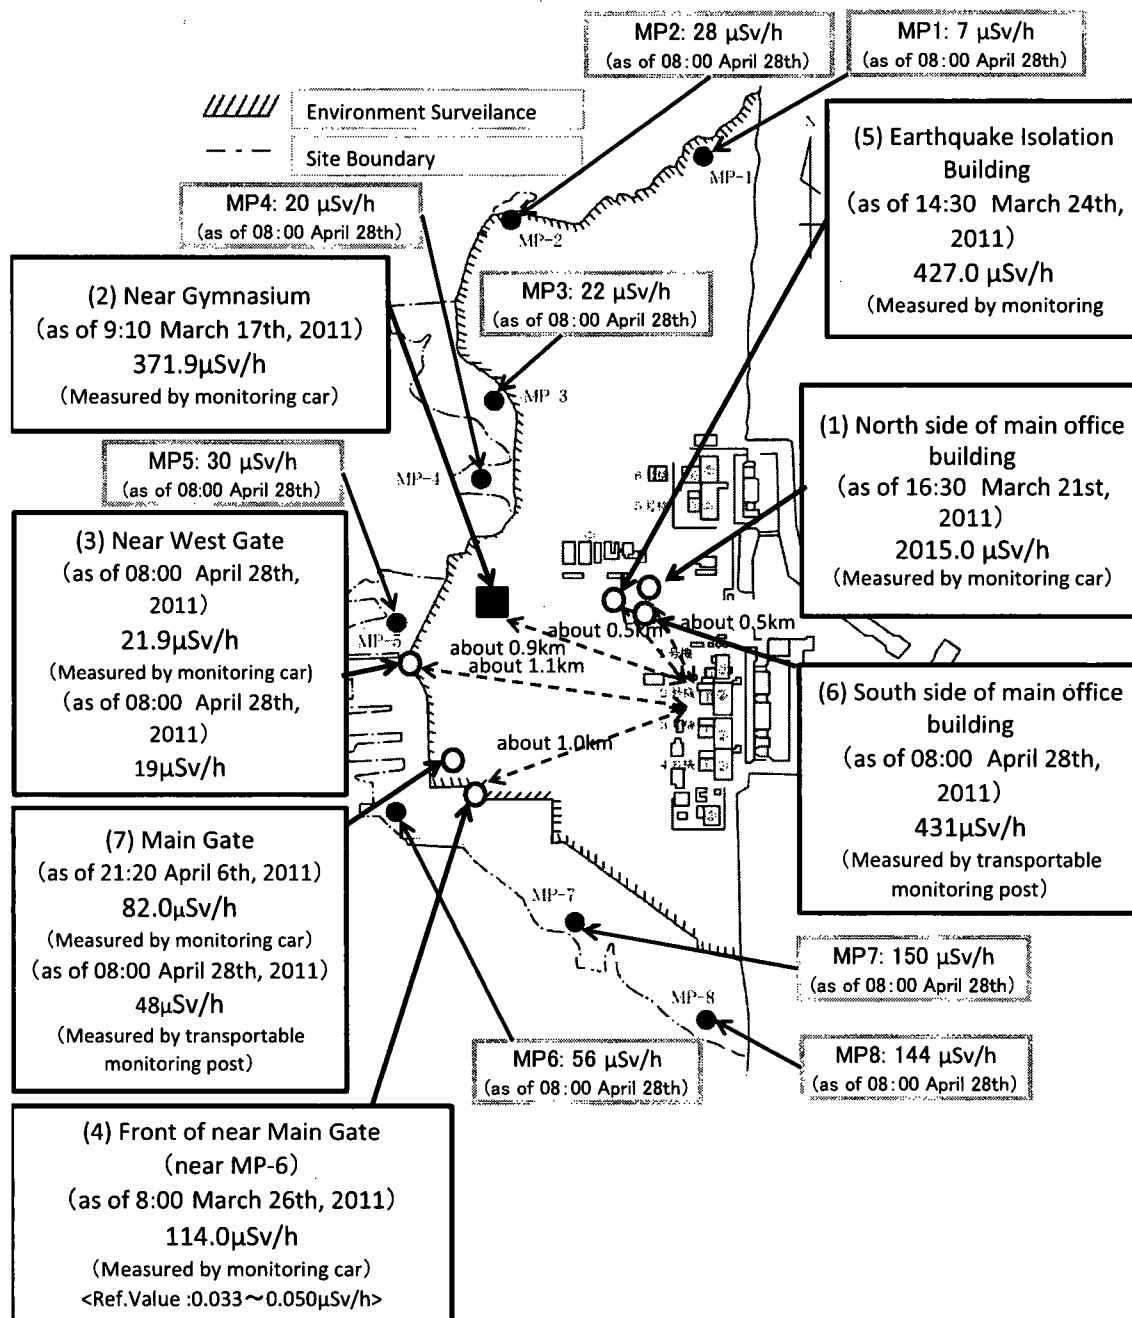 MP2: 28 μSv/h
(as of 08:00 April 28th)
MP1: 7 μSv/h
(as of 08:00 April 28th)
Environment Surveilance
Site Boundary
(5) Earthquake Isolation
Building
(as of 14:30 March 24th,
2011)
427.0 μSv/h
(Measured by monitoring
N
MP-1
MP4: 20 μSv/h
(as of 08:00 April 28th)
MP-2
(2) Near Gymnasium
(as of 9:10 March 17th, 2011)
371.9μSv/h
(Measured by monitoring car)
MP3: 22 μSv/h
(as of 08:00 April 28th)
MP-3
(1) North side of main office
building
(as of 16:30 March 21st,
2011)
2015.0 μSv/h
(Measured by monitoring car)
MP5: 30 μSv/h
(as of 08:00 April 28th)
MP-4
(3) Near West Gate
(as of 08:00 April 28th,
2011)
21.9μSv/h
(Measured by monitoring car)
(as of 08:00 April 28th,
2011)
19μSv/h
MP-5
about 0.5km
about 0.5km
about 0.9km
about 1.1km
about 1.0km
(6) South side of main office
building
(as of 08:00 April 28th,
2011)
431μSv/h
(Measured by transportable
monitoring post)
(7) Main Gate
(as of 21:20 April 6th, 2011)
82.0μSv/h
(Measured by monitoring car)
(as of 08:00 April 28th, 2011)
48μSv/h
(Measured by transportable
monitoring post)
MP-7
MP7: 150 μSv/h
(as of 08:00 April 28th)
MP-8
MP6: 56 μSv/h
(as of 08:00 April 28th)
MP8: 144 μSv/h
(as of 08:00 April 28th)
(4) Front of near Main Gate
(near MP-6)
(as of 8:00 March 26th, 2011)
114.0μSv/h
(Measured by monitoring car)
<Ref.Value :0.033～0.050μSv/h>